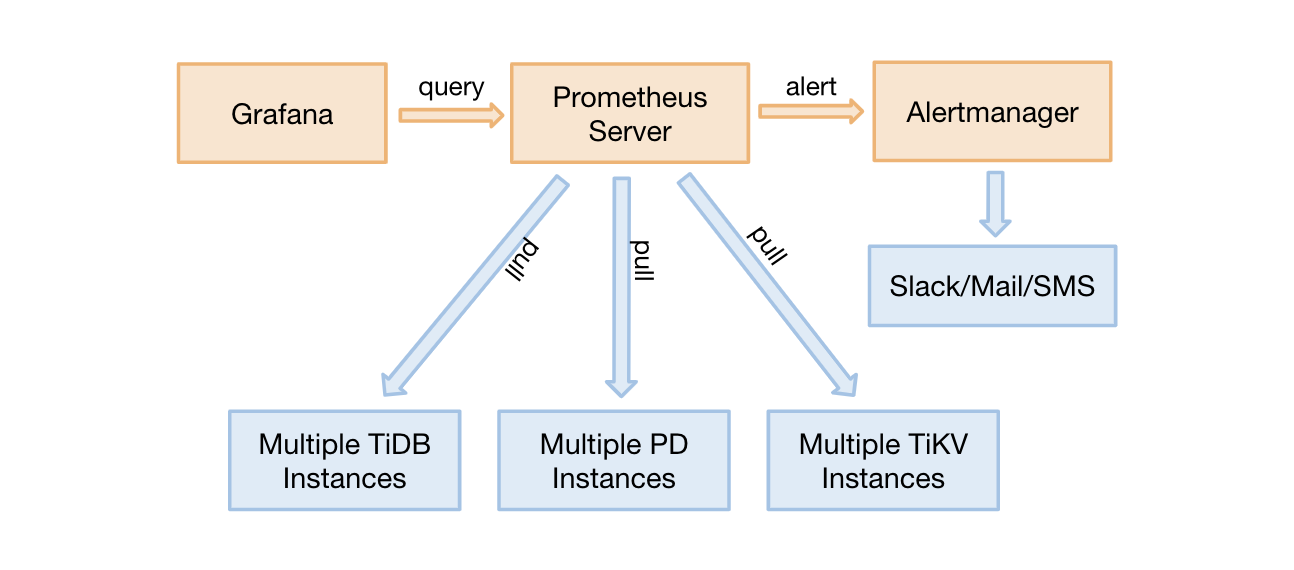 query
alert
Grafana
Prometheus
Server
Alertmanager
pull
pull
pull
Slack/Mail/SMS
Multiple TiDB
Instances
Multiple PD
Instances
Multiple TiKV
Instances